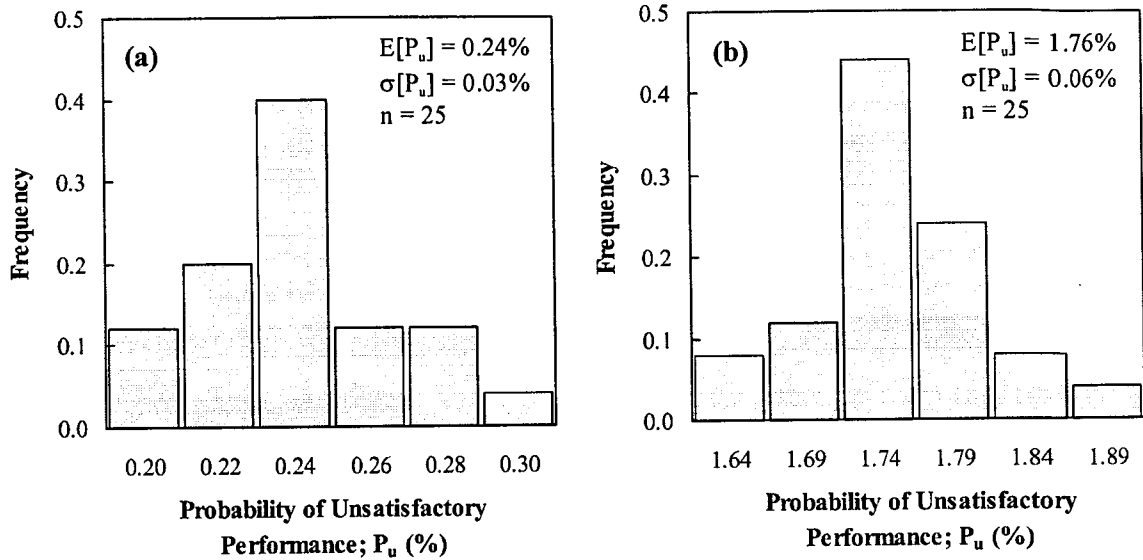 (a)
E[Pᵤ] = 0.24%
σ[Pᵤ] = 0.03%
n = 25
Frequency
0.5
0.4
0.3
0.2
0.1
0.0
0.20 0.22 0.24 0.26 0.28 0.30
Probability of Unsatisfactory
Performance; Pᵤ (%)
(b)
E[Pᵤ] = 1.76%
σ[Pᵤ] = 0.06%
n = 25
Frequency
0.5
0.4
0.3
0.2
0.1
0.0
1.64 1.69 1.74 1.79 1.84 1.89
Probability of Unsatisfactory
Performance; Pᵤ (%)